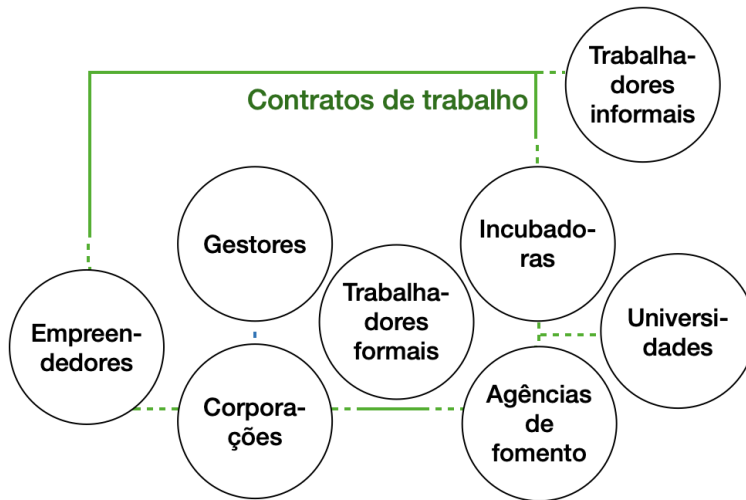 Trabalha-
dores
informais
Contratos de trabalho
Gestores
Incubado-
ras
Trabalha-
dores
formais
Universi-
dades
Empreen-
dedores
Corpora-
ções
Agências
de
fomento